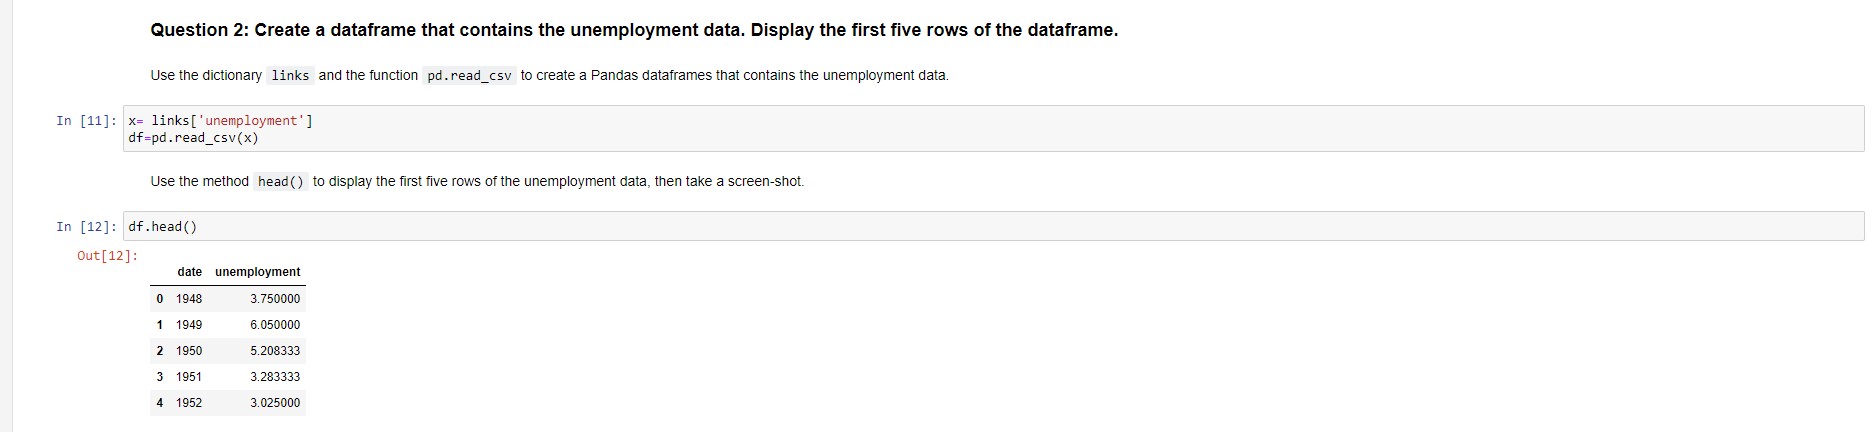 Question 2: Create a dataframe that contains the unemployment data. Display the first five rows of the dataframe.
Use the dictionary links and the function pd.read_csv to create a Pandas dataframes that contains the unemployment data.
In [11]: x= links['unemployment']
df=pd.read_csv(x)
Use the method head() to display the first five rows of the unemployment data, then take a screen-shot.
In [12]: df.head()
Out[12]:
date unemployment
0 1948 3.750000
1 1949 6.050000
2 1950 5.208333
3 1951 3.283333
4 1952 3.025000